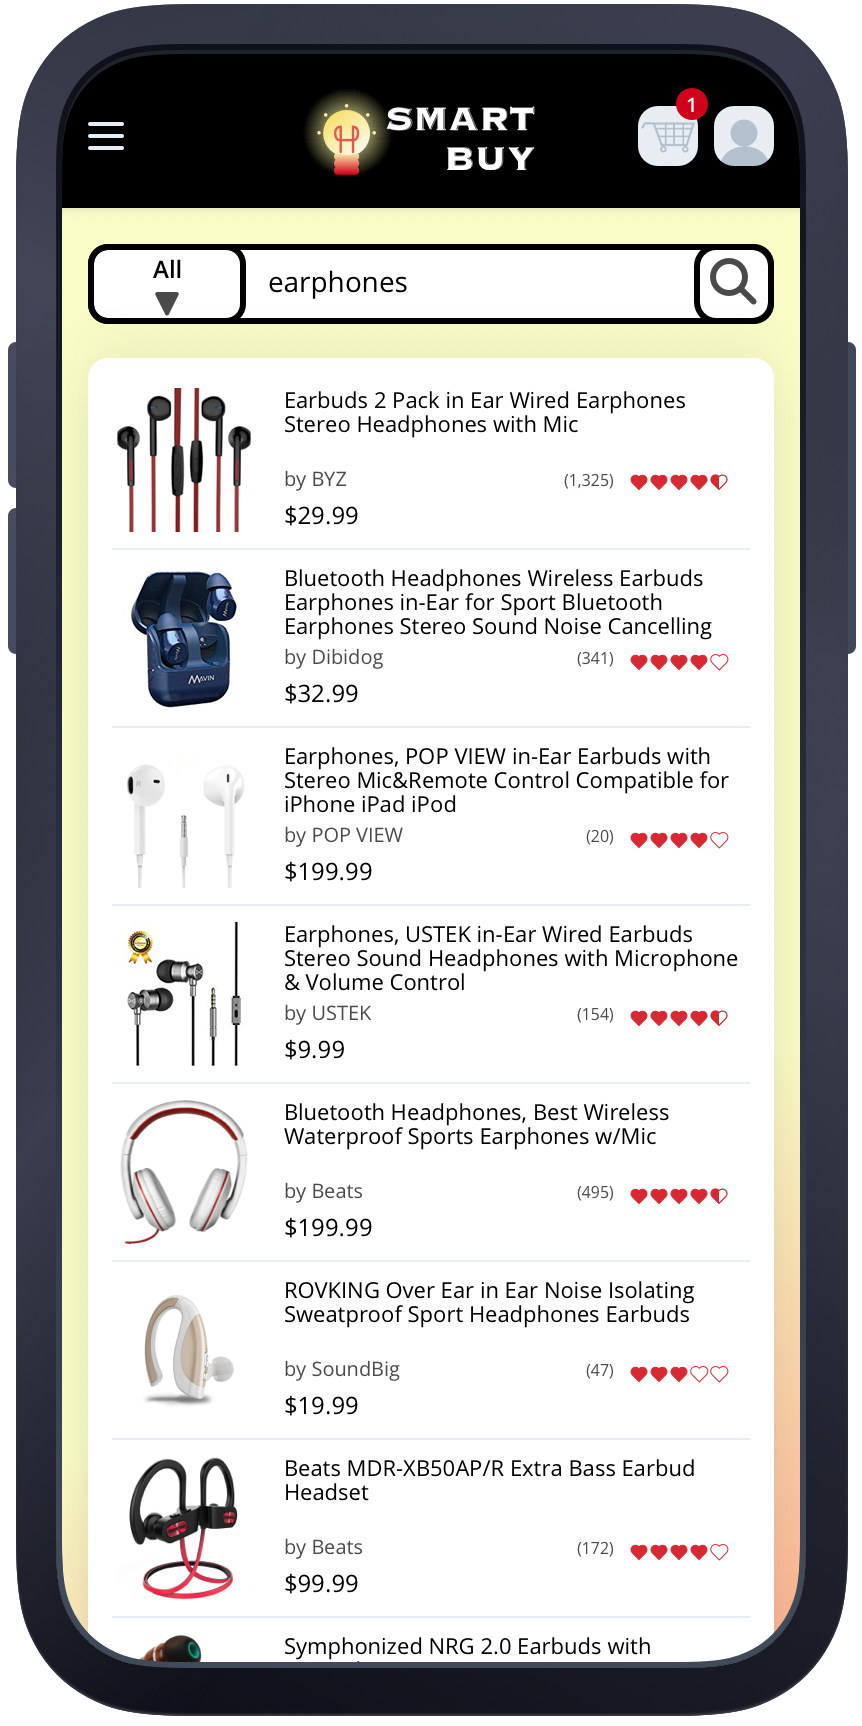 SMART
BUY
1
All
earphones
Earbuds 2 Pack in Ear Wired Earphones
Stereo Headphones with Mic
by BYZ (1,325)
$29.99
Bluetooth Headphones Wireless Earbuds
Earphones in-Ear for Sport Bluetooth
Earphones Stereo Sound Noise Cancelling
MAVIN
by Dibidog (341)
$32.99
Earphones, POP VIEW in-Ear Earbuds with
Stereo Mic&Remote Control Compatible for
iPhone iPad iPod
R
by POP VIEW (20)
$199.99
Earphones, USTEK in-Ear Wired Earbuds
Stereo Sound Headphones with Microphone
& Volume Control
by USTEK (154)
$9.99
Bluetooth Headphones, Best Wireless
Waterproof Sports Earphones w/Mic
by Beats (495)
$199.99
ROVKING Over Ear in Ear Noise Isolating
Sweatproof Sport Headphones Earbuds
by SoundBig (47)
$19.99
Beats MDR-XB50AP/R Extra Bass Earbud
Headset
by Beats (172)
$99.99
Symphonized NRG 2.0 Earbuds with